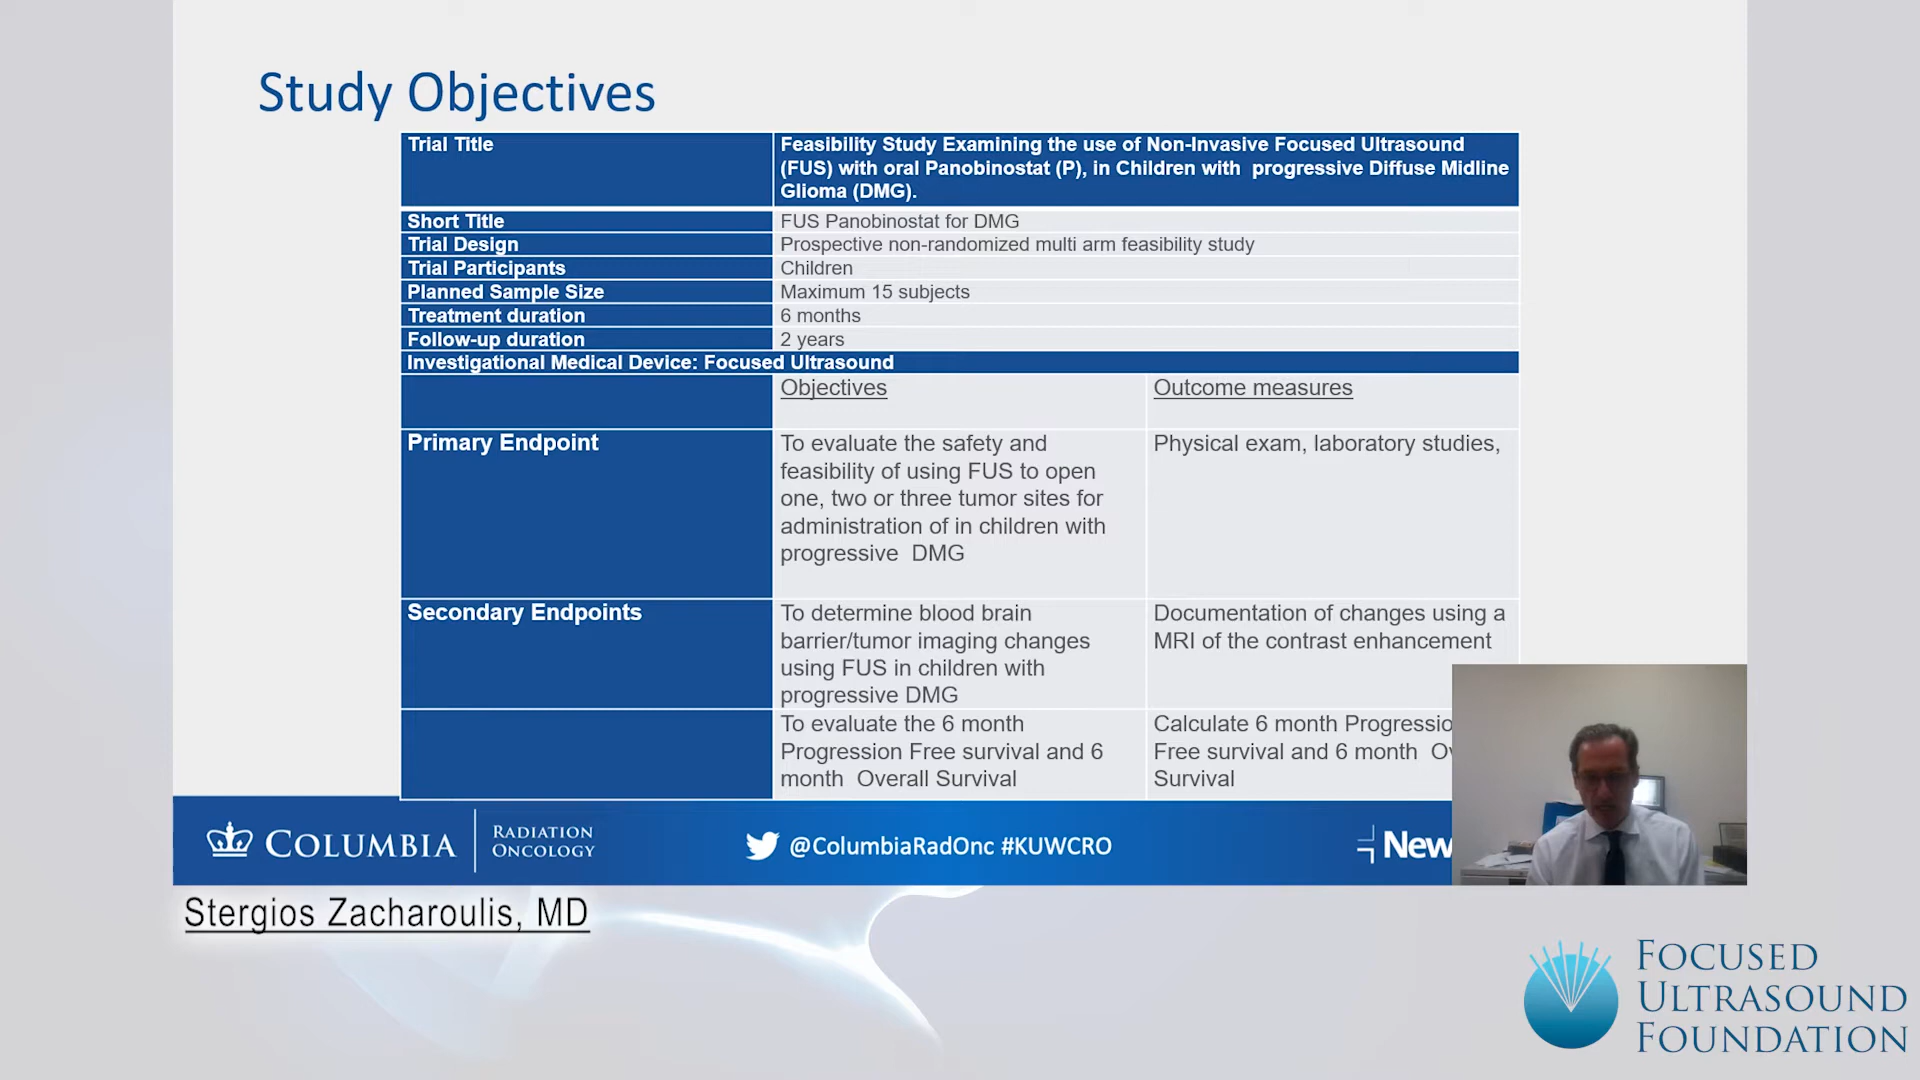 Study Objectives
Trial Title
Feasibility Study Examining the use of Non-Invasive Focused Ultrasound
(FUS) with oral Panobinostat (P), in Children with progressive Diffuse Midline
Glioma (DMG).
Short Title
FUS Panobinostat for DMG
Trial Design
Prospective non-randomized multi arm feasibility study
Trial Participants
Children
Planned Sample Size
Maximum 15 subjects
Treatment duration
6 months
Follow-up duration
2 years
Investigational Medical Device: Focused Ultrasound
Objectives
Outcome measures
Primary Endpoint
To evaluate the safety and
feasibility of using FUS to open
one, two or three tumor sites for
administration of in children with
progressive DMG
Physical exam, laboratory studies,
Secondary Endpoints
To determine blood brain
barrier/tumor imaging changes
using FUS in children with
progressive DMG
Documentation of changes using a
MRI of the contrast enhancement
To evaluate the 6 month
Progression Free survival and 6
month Overall Survival
Calculate 6 month Progressio
Free survival and 6 month Ov
Survival
COLUMBIA
RADIATION
ONCOLOGY
@ColumbiaRadOnc #KUWCRO
New
Stergios Zacharoulis, MD
FOCUSED
ULTRASOUND
FOUNDATION